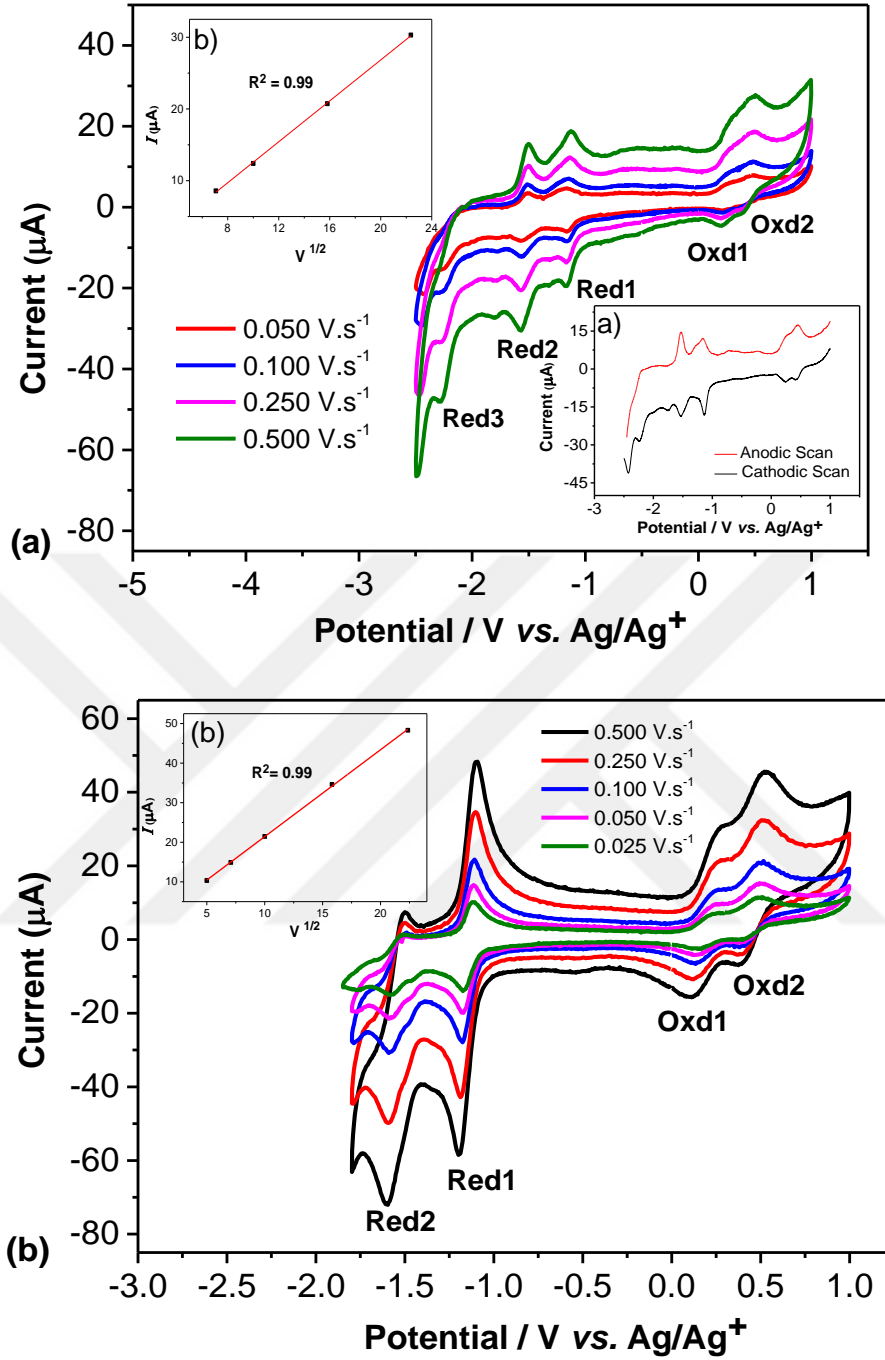 b)
R² = 0.99
I (µA)
30
20
10
8 12 16 20 24
V 1/2
Current (µA)
40
20
0
-20
-40
-60
-80
Oxd2
Oxd1
Red1
Red2
Red3
0.050 V.s⁻¹
0.100 V.s⁻¹
0.250 V.s⁻¹
0.500 V.s⁻¹
a)
Current (µA)
15
0
-15
-30
-45
Anodic Scan
Cathodic Scan
-3 -2 -1 0 1
Potential / V vs. Ag/Ag+
(a)
-5 -4 -3 -2 -1 0 1
Potential / V vs. Ag/Ag⁺
(b)
R²= 0.99
I (µA)
50
40
30
20
10
5 10 15 20
V 1/2
0.500 V.s⁻¹
0.250 V.s⁻¹
0.100 V.s⁻¹
0.050 V.s⁻¹
0.025 V.s⁻¹
Current (µA)
60
40
20
0
-20
-40
-60
-80
Oxd2
Oxd1
Red1
Red2
(b)
-3.0 -2.5 -2.0 -1.5 -1.0 -0.5 0.0 0.5 1.0
Potential / V vs. Ag/Ag⁺